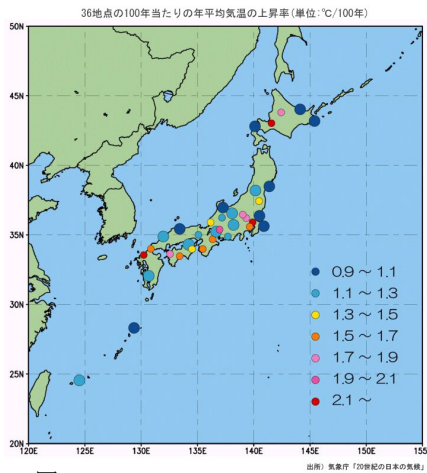 36地点の100年当たりの年平均気温の上昇率(単位:℃/100年)
50N
45N
40N
35N
30N
25N
20N
0.9 ～ 1.1
1.1 ～ 1.3
1.3 ～ 1.5
1.5 ～ 1.7
1.7 ～ 1.9
1.9 ～ 2.1
2.1 ～
120E 125E 130E 135E 140E 145E 150E 155
出所）気象庁「20世紀の日本の気候」